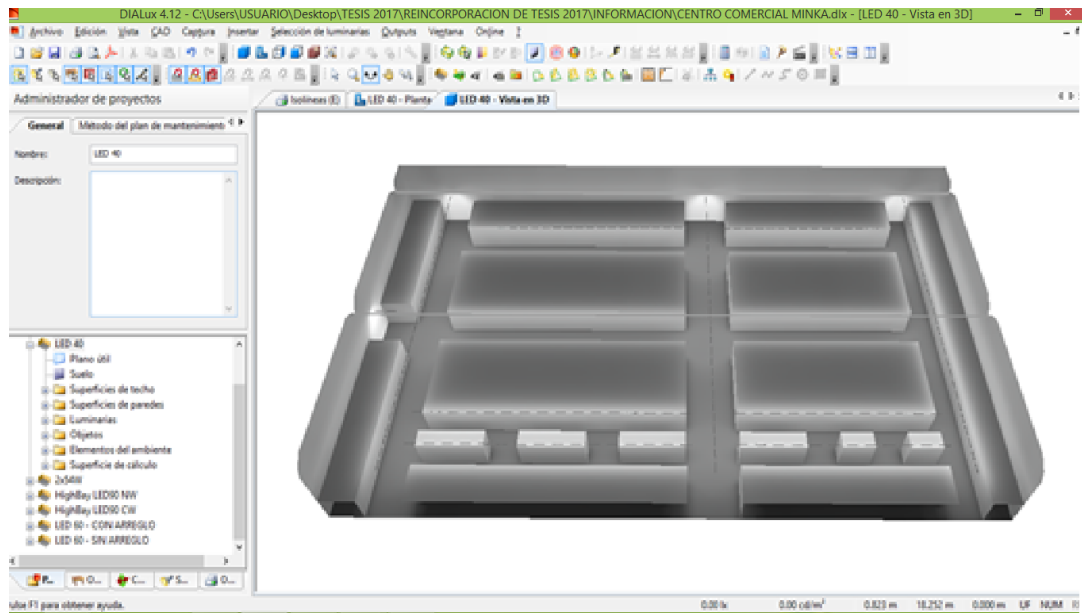 DIALux 4.12 - C:\Users\USUARIO\Desktop\TESIS 2017\REINCORPORACION DE TESIS 2017\INFORMACION\CENTRO COMERCIAL MINKA.dlx - [LED 40 - Vista en 3D]
Archivo Edición Vista CAD Captura Insertar Selección de luminarias Outputs Ventana Online ?
Administrador de proyectos
Isolíneas (E) LED 40 - Planta LED 40 - Vista en 3D
General Método del plan de mantenimiento
Nombre: LED 40
Descripción:
LED 40
Plano útil
Suelo
Superficies de techo
Superficies de paredes
Luminarias
Objetos
Elementos del ambiente
Superficie de cálculo
2x54W
HighBay LED90 NW
HighBay LED90 CW
LED 60 - CON ARREGLO
LED 60 - SIN ARREGLO
P... O... C... S... O...
ulse F1 para obtener ayuda. 0.00 lx 0.00 cd/m² 0.823 m 18.252 m 0.000 m UF NUM